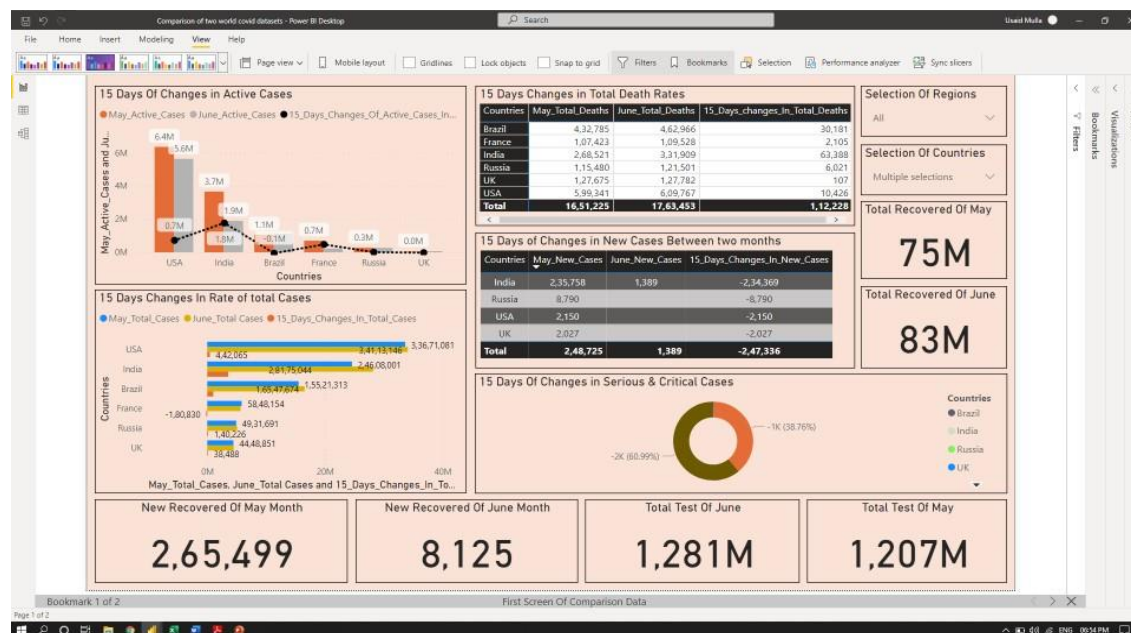 Comparison of two world covid datasets - Power BI Desktop
Search
Usaid Mulla
File Home Insert Modeling View Help
Page view Mobile layout Gridlines Lock objects Snap to grid Filters Bookmarks Selection Performance analyzer Sync slicers
15 Days Of Changes in Active Cases
May_Active_Cases June_Active_Cases 15_Days_Changes_Of_Active_Cases_In...
May_Active_Cases and Ju...
6M
4M
2M
0M
6.4M
5.6M
0.7M
3.7M
1.9M
1.8M
1.1M
-0.1M
0.7M
0.3M
0.0M
USA India Brazil France Russia UK
Countries
15 Days Changes in Total Death Rates
Countries May_Total_Deaths June_Total_Deaths 15_Days_changes_In_Total_Deaths
Brazil 4,32,785 4,62,966 30,181
France 1,07,423 1,09,528 2,105
India 2,68,521 3,31,909 63,388
Russia 1,15,480 1,21,501 6,021
UK 1,27,675 1,27,782 107
USA 5,99,341 6,09,767 10,426
Total 16,51,225 17,63,453 1,12,228
Selection Of Regions
All
Selection Of Countries
Multiple selections
Total Recovered Of May
75M
Total Recovered Of June
83M
15 Days of Changes in New Cases Between two months
Countries May_New_Cases June_New_Cases 15_Days_Changes_In_New_Cases
India 2,35,758 1,389 -2,34,369
Russia 8,790 -8,790
USA 2,150 -2,150
UK 2,027 -2,027
Total 2,48,725 1,389 -2,47,336
15 Days Changes In Rate of total Cases
May_Total_Cases June_Total Cases 15_Days_Changes_In_Total_Cases
Countries
USA 3,36,71,081
3,41,13,146
4,42,065
India 2,46,08,001
2,81,75,044
Brazil 1,55,21,313
1,65,47,674
France 58,48,154
-1,80,830
Russia 49,31,691
1,40,226
UK 44,48,851
38,488
0M 20M 40M
May_Total_Cases, June_Total Cases and 15_Days_Changes_In_To...
15 Days Of Changes in Serious & Critical Cases
-1K (38.76%)
-2K (60.99%)
Countries
Brazil
India
Russia
UK
New Recovered Of May Month
2,65,499
New Recovered Of June Month
8,125
Total Test Of June
1,281M
Total Test Of May
1,207M
Filters
Bookmarks
Visualizations
Bookmark 1 of 2
First Screen Of Comparison Data
Page 1 of 2
ENG 06:54 PM